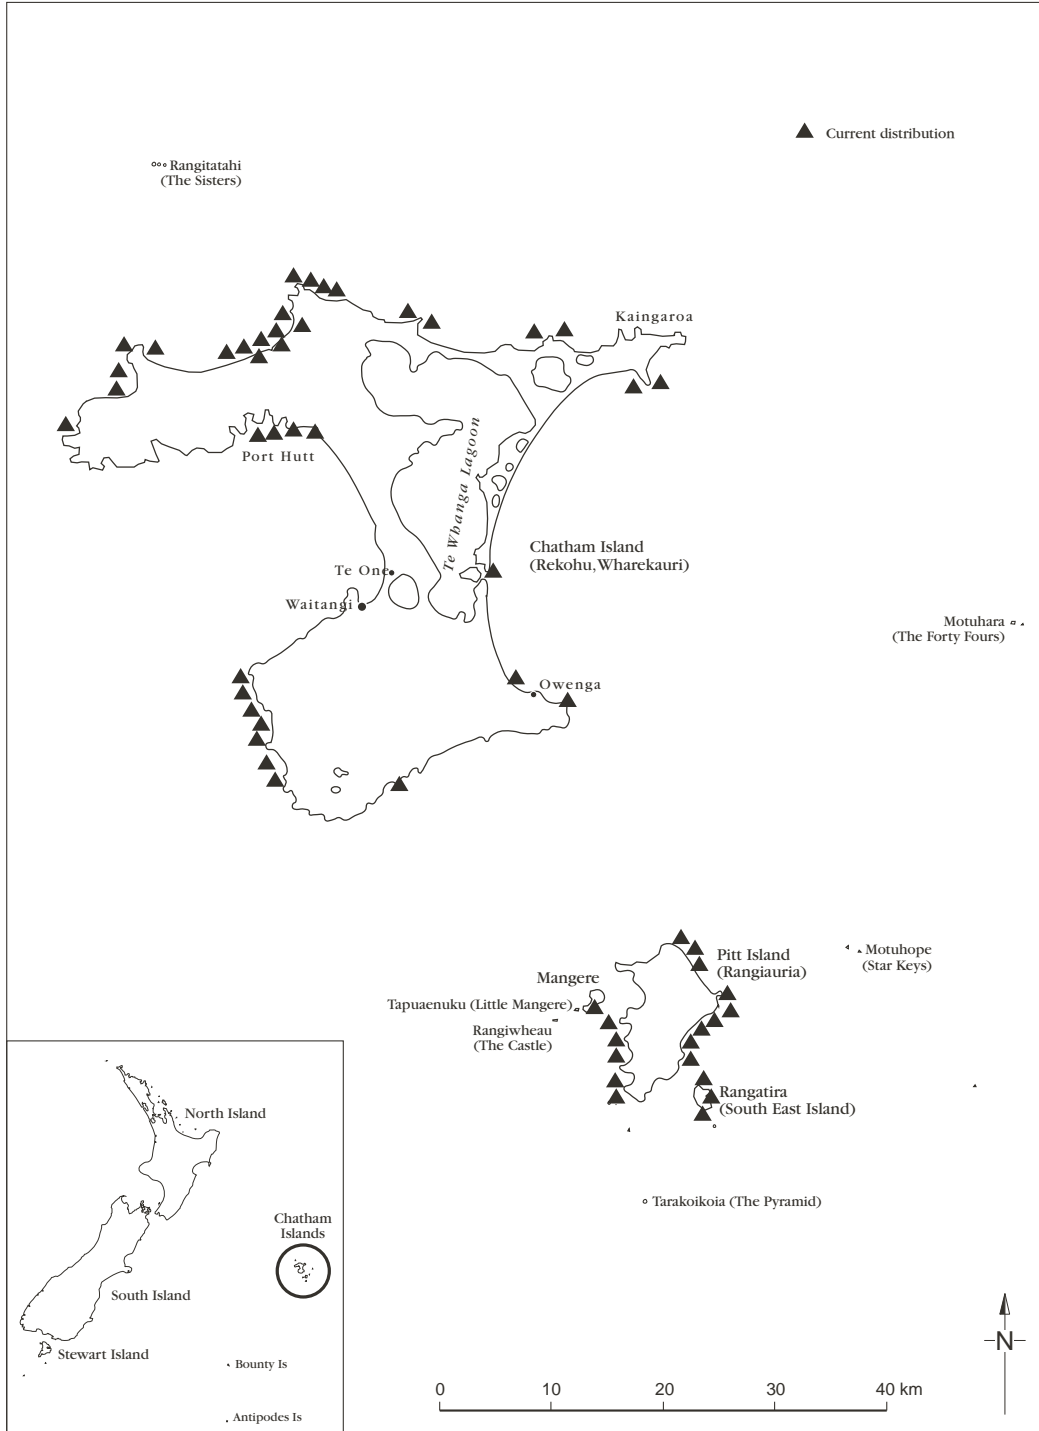 Current distribution
Rangitatahi
(The Sisters)
Kaingaroa
Port Hutt
Te Whanga Lagoon
Chatham Island
(Rekohu, Wharekauri)
Te One
Waitangi
Motuhara
(The Forty Fours)
Owenga
Pitt Island
(Rangiauria)
Motuhope
(Star Keys)
Mangere
Tapuaenuku (Little Mangere)
Rangiwheau
(The Castle)
Rangatira
(South East Island)
Tarakoikoia (The Pyramid)
North Island
Chatham
Islands
South Island
Stewart Island
Bounty Is
Antipodes Is
N
0 10 20 30 40 km